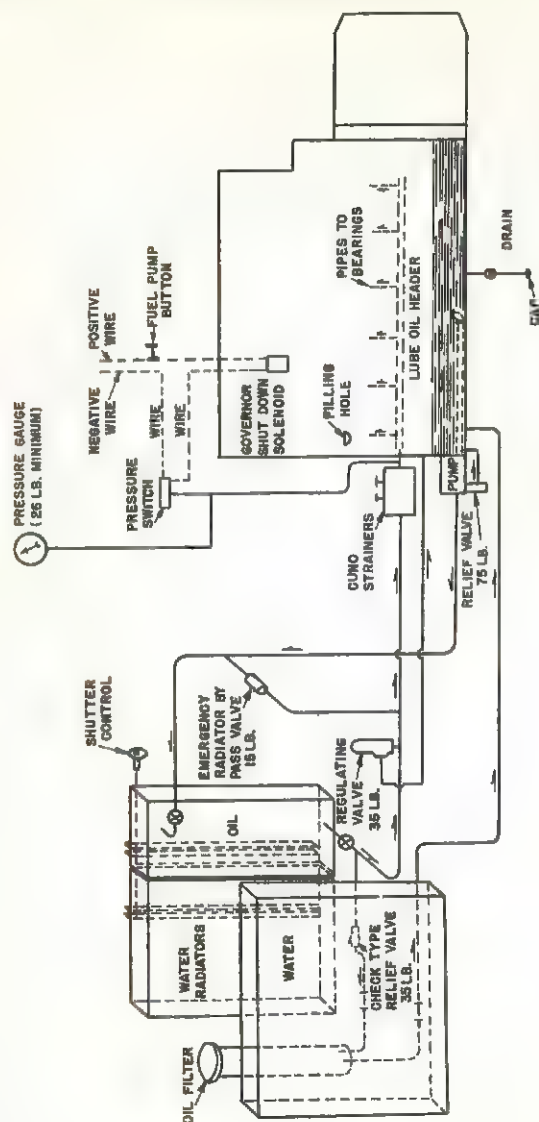 PRESSURE GAUGE
(25 LB. MINIMUM)
NEGATIVE
WIRE
POSITIVE
WIRE
FUEL PUMP
BUTTON
WIRE
WIRE
PRESSURE
SWITCH
GOVERNOR
SHUT DOWN
SOLENOID
SHUTTER
CONTROL
FILLING
HOLE
PIPES TO
BEARINGS
LUBE OIL HEADER
CUNO
STRAINERS
PUMP
RELIEF VALVE
75 LB.
DRAIN
CAP
EMERGENCY
RADIATOR BY
PASS VALVE
15 LB.
REGULATING
VALVE
35 LB.
OIL
WATER
RADIATORS
WATER
CHECK TYPE
RELIEF VALVE
35 LB.
OIL FILTER